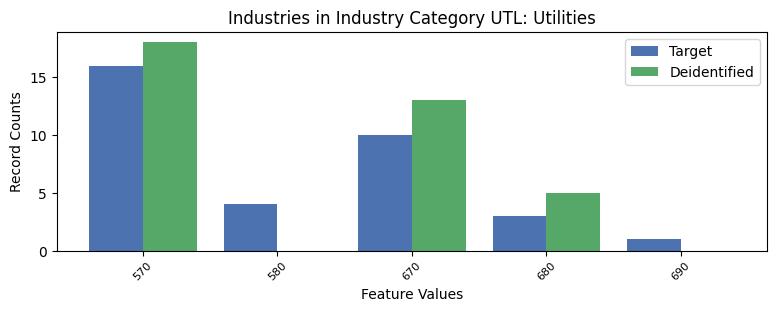 Industries in Industry Category UTL: Utilities
Target
Deidentified
Record Counts
15
10
5
0
570
580
670
680
690
Feature Values